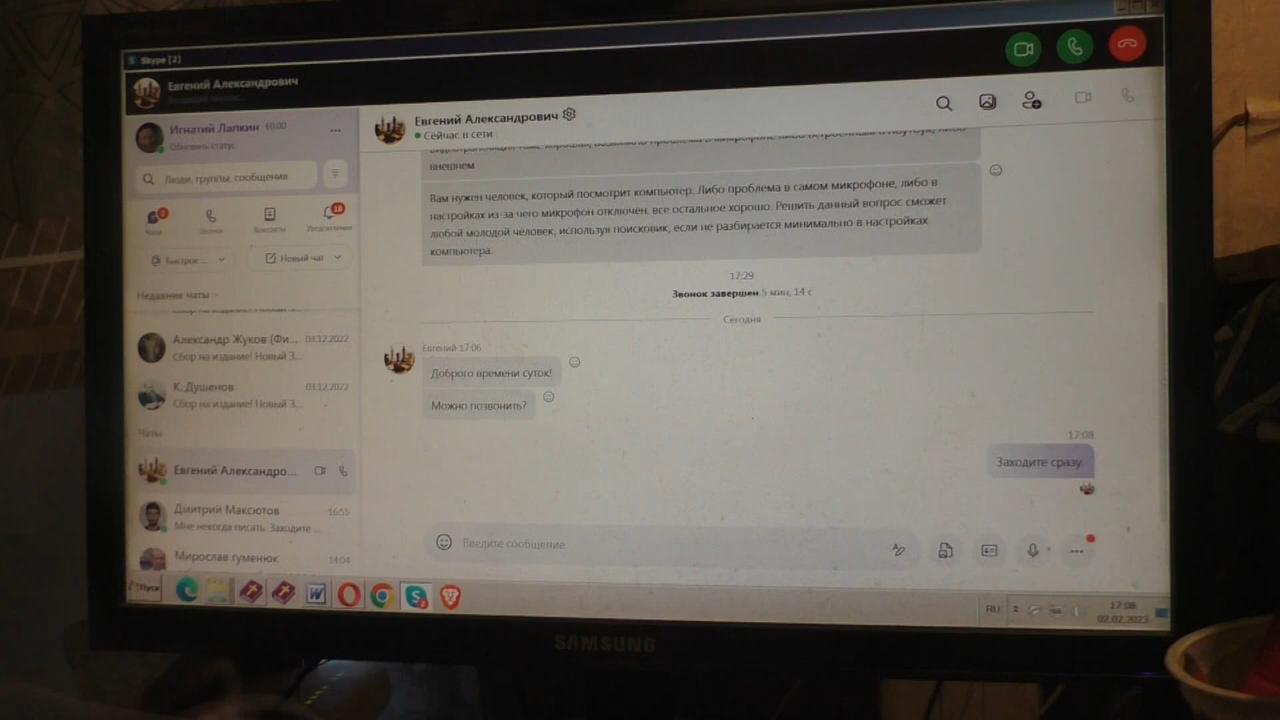 Skype [2]
Евгений Александрович
Игнатий Лапкин €0,00
Обновить статус
Люди, группы, сообщения
2
18
Чаты
Звонок
Контакты
Уведомления
Быстрое ...
Новый чат
Недавние чаты
Александр Жуков (Фи... 03.12.2022
Сбор на издание! Новый З...
К. Душенов 03.12.2022
Сбор на издание! Новый З...
Чаты
Евгений Александро...
Дмитрий Максютов 16:55
Мне некогда писать. Заходите ...
Мирослав гуменюк 14:04
Евгений Александрович
Сейчас в сети
внешнем
Вам нужен человек, который посмотрит компьютер. Либо проблема в самом микрофоне, либо в
настройках из-за чего микрофон отключен. все остальное хорошо. Решить данный вопрос сможет
любой молодой человек, используя поисковик, если не разбирается минимально в настройках
компьютера.
17:29
Звонок завершен 5 мин, 14 с
Сегодня
Евгений 17:06
Доброго времени суток!
Можно позвонить?
17:08
Заходите сразу.
Введите сообщение
Пуск
RU
17:08
02.02.2023
SAMSUNG